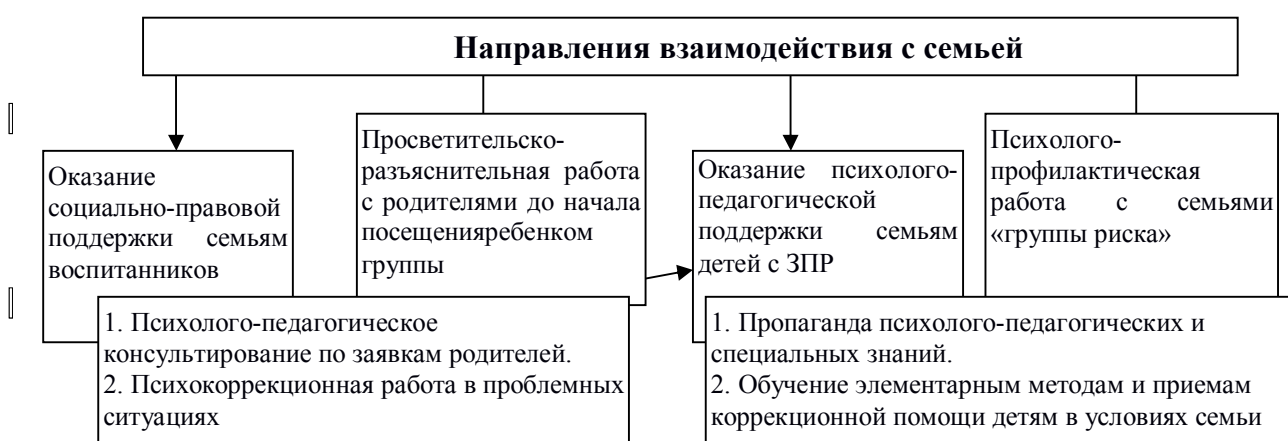 Направления взаимодействия с семьей
Оказание
социально-правовой
поддержки семьям
воспитанников
Просветительско-
разъяснительная работа
с родителями до начала
посещенияребенком
группы
Оказание психолого-
педагогической
поддержки семьям
детей с ЗПР
Психолого-
профилактическая
работа с семьями
«группы риска»
1. Психолого-педагогическое
консультирование по заявкам родителей.
2. Психокоррекционная работа в проблемных
ситуациях
1. Пропаганда психолого-педагогических и
специальных знаний.
2. Обучение элементарным методам и приемам
коррекционной помощи детям в условиях семьи